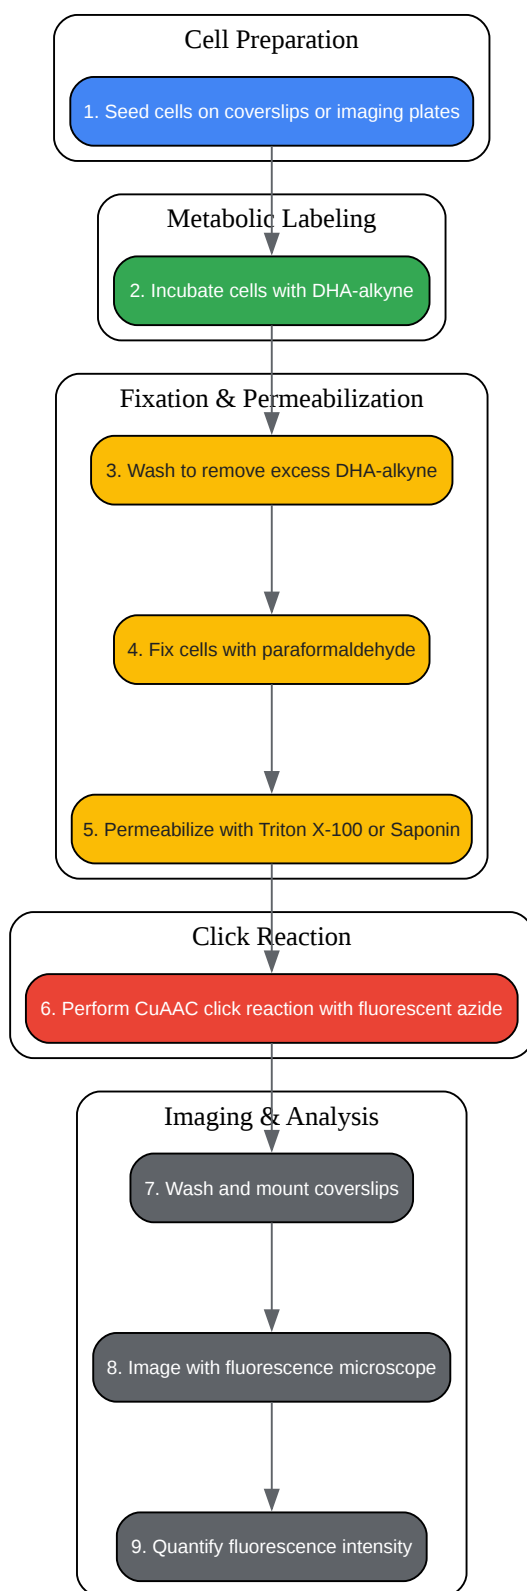 Cell Preparation
1. Seed cells on coverslips or imaging plates
Metabolic Labeling
2. Incubate cells with DHA-alkyne
Fixation & Permeabilization
3. Wash to remove excess DHA-alkyne
4. Fix cells with paraformaldehyde
5. Permeabilize with Triton X-100 or Saponin
Click Reaction
6. Perform CuAAC click reaction with fluorescent azide
Imaging & Analysis
7. Wash and mount coverslips
8. Image with fluorescence microscope
9. Quantify fluorescence intensity